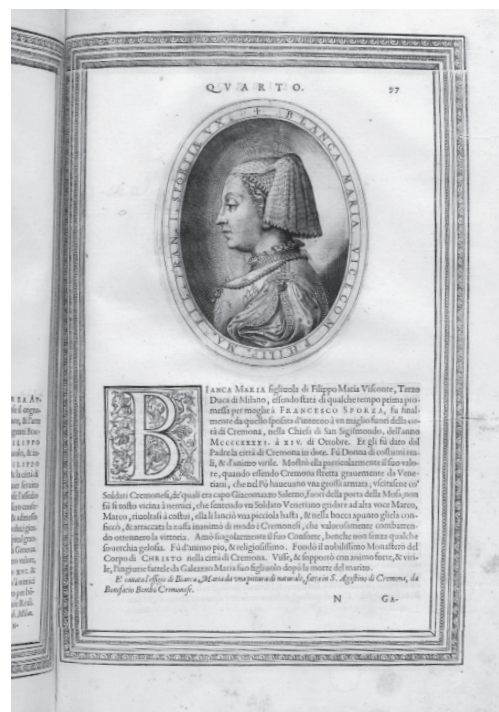 QVARTO. 97
✢ BLANCA MARIA VICECOM. PHILIP. MA. FIL. FRAN. I. SFORTIÆ VX.
BIANCA MARIA figliuola di Filippo Maria Visconte, Terzo
Duca di Milano, essendo stata di qualche tempo prima pro-
messa per moglie à FRANCESCO SFORZA, fu final-
mente da quello sposata d'intorno à vn miglio fuori della cit-
tà di Cremona, nella Chiesa di San Sigismondo, dell'anno
MCCCCXXXXI. à XIV. di Ottobre. Et gli fù dato dal
Padre la città di Cremona in dote. Fù Donna di costumi rea-
li, & d'animo virile. Mostrò ella particolarmente il suo valo-
re, quando essendo Cremona stretta grauemente da Vene-
tiani, che nel Pò haueuano vna grossa armata, vscitasene co'
Soldati Cremonesi, de' quali era capo Giacomazzo Salerno, fuori della porta della Mosa, non
fù sì tosto vicina à nemici, che sentendo vn Soldato Venetiano gridare ad alta voce Marco,
Marco, riuoltasi à costui, ella li lanciò vna picciola hasta, & nella bocca apunto gliela con-
ficcò, & attaccata la zuffa inanimò di modo i Cremonesi, che valorosamente combatten-
do ottennero la vittoria. Amò singolarmente il suo Consorte, benche non senza qualche
souerchia gelosia. Fù d'animo pio, & religiosissimo. Fondò il nobilissimo Monastero del
Corpo di CHRISTO nella città di Cremona. Visse, & sopportò con animo forte, & viri-
le, l'ingiurie fattele da Galeazzo Maria suo figliuolo dopò la morte del marito.
E' cauata l'effigie di Bianca Maria da vna pittura di naturale, fatta in S. Agostino di Cremona, da
Bonifacio Bembo Cremonese.
N GA-